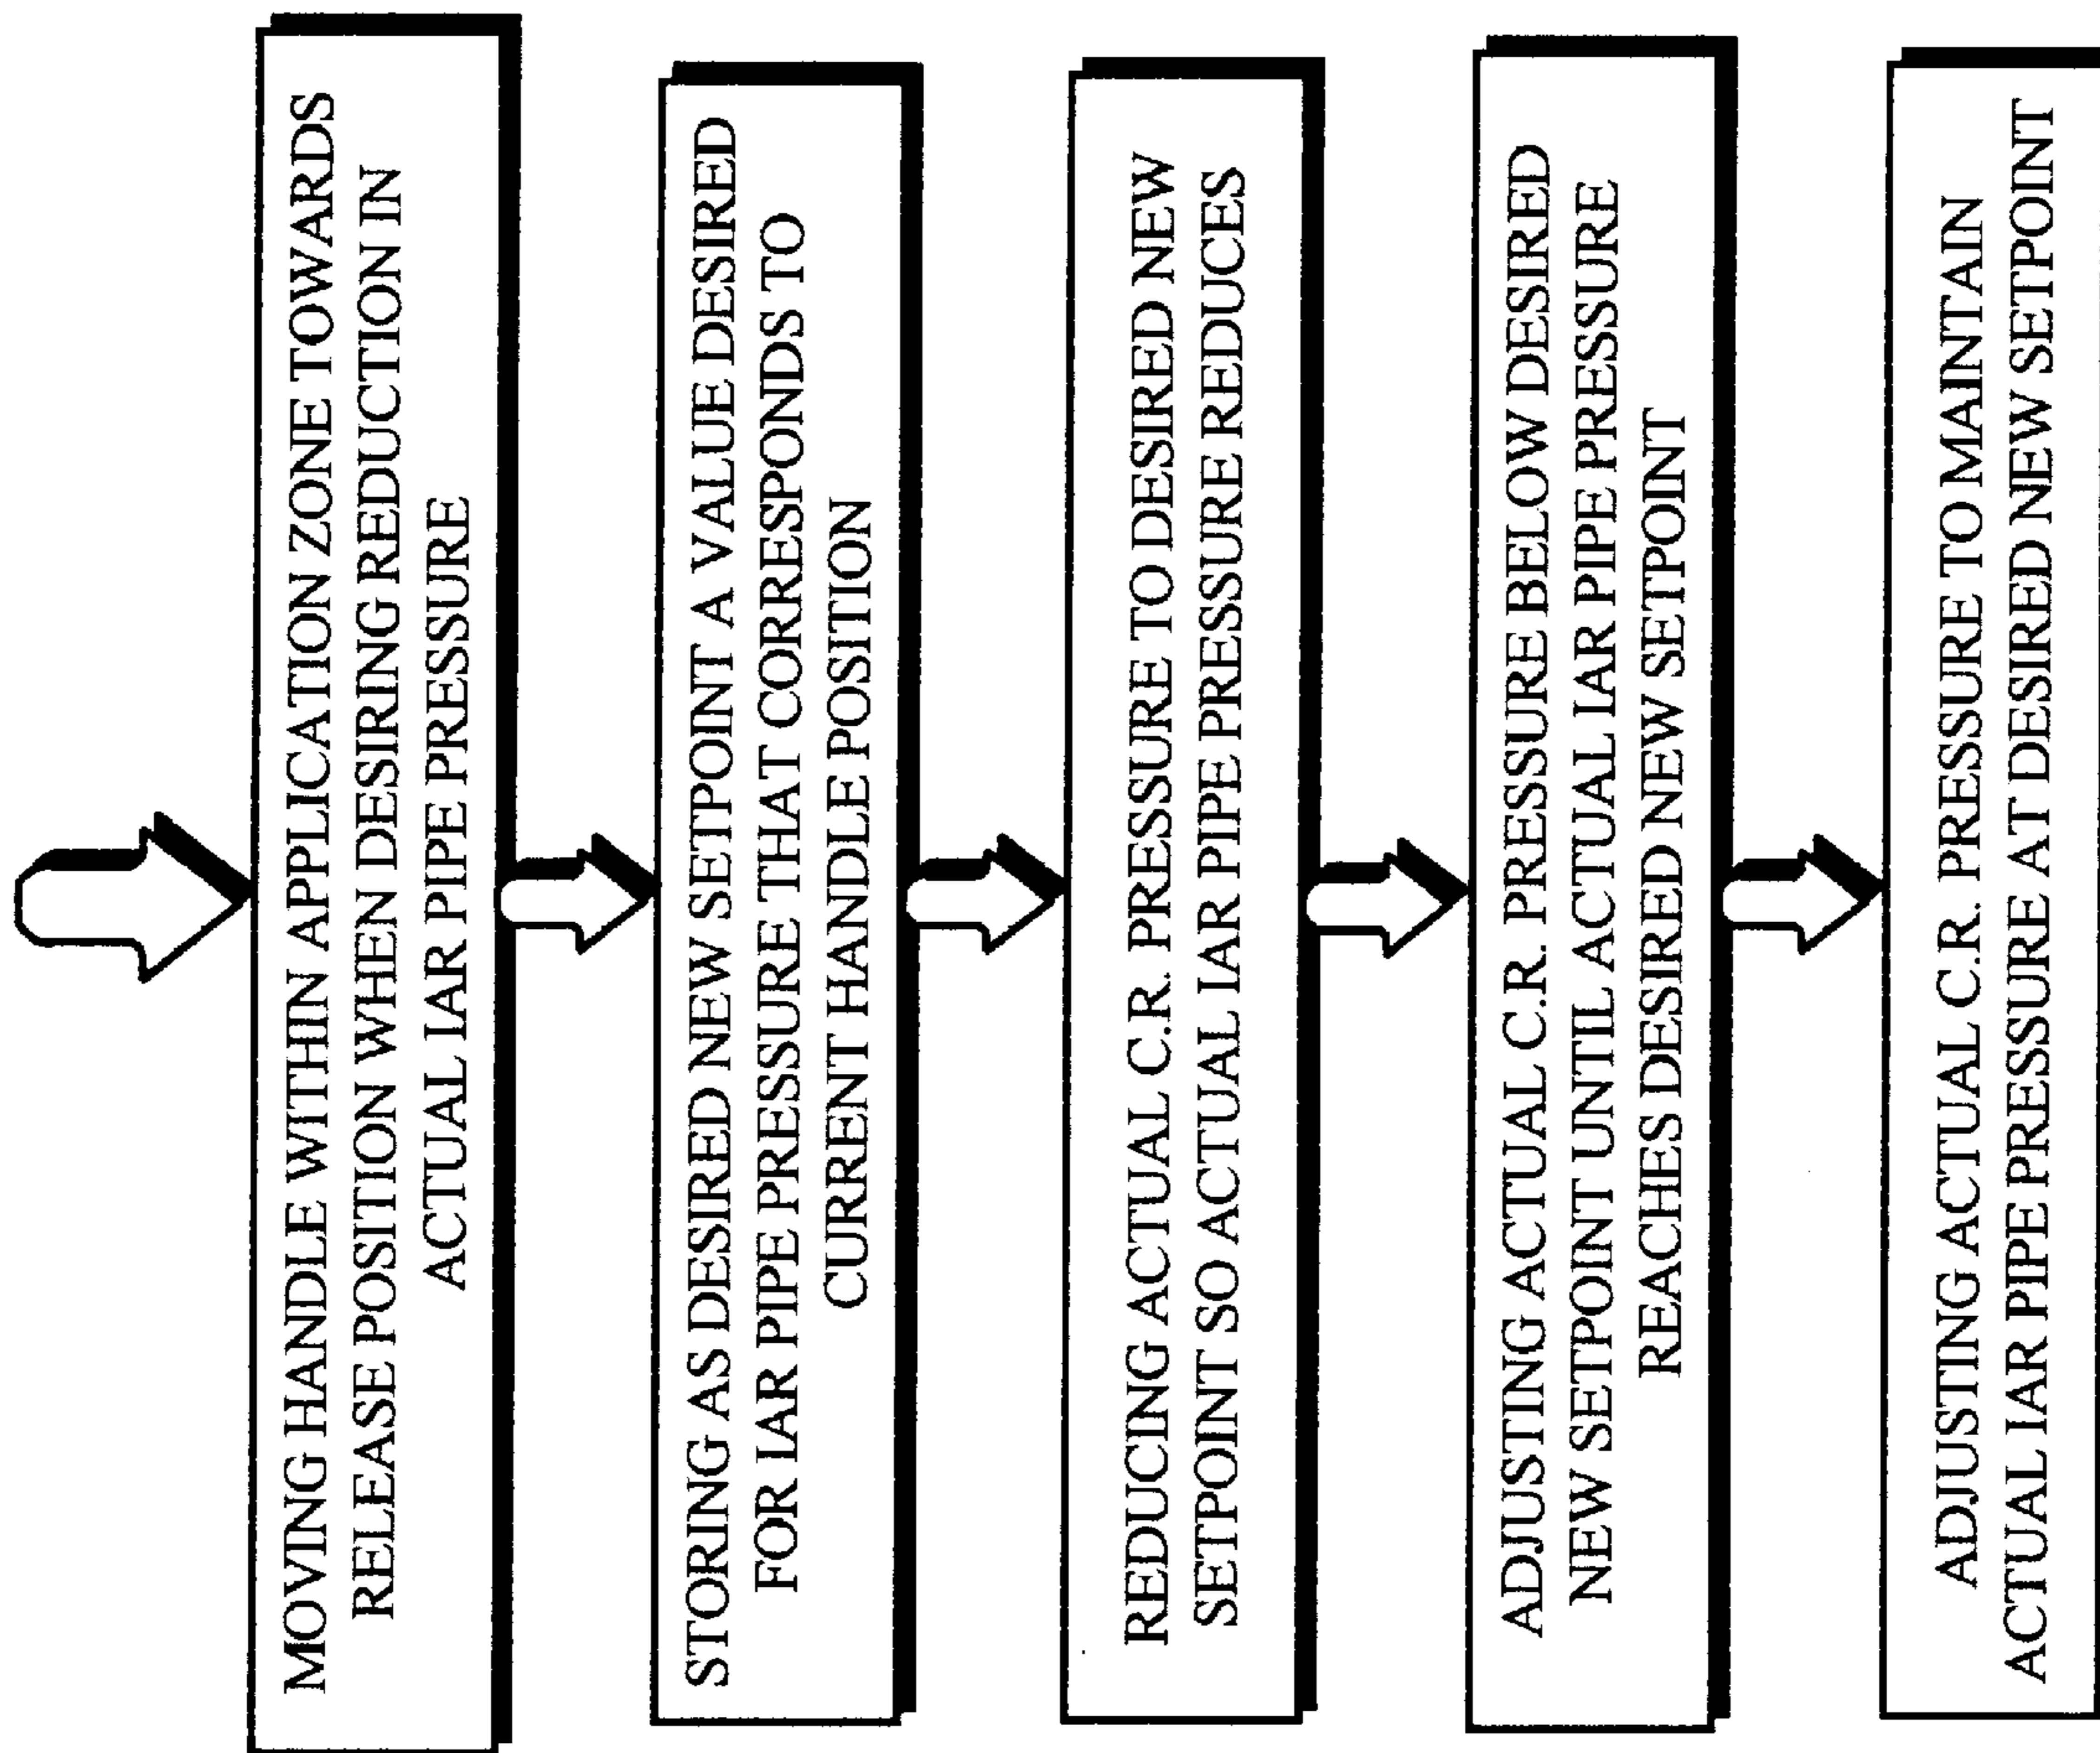 MOVING HANDLE WITHIN APPLICATION ZONE TOWARDS
RELEASE POSITION WHEN DESIRING REDUCTION IN
ACTUAL IAR PIPE PRESSURE
STORING AS DESIRED NEW SETPOINT A VALUE DESIRED
FOR IAR PIPE PRESSURE THAT CORRESPONDS TO
CURRENT HANDLE POSITION
REDUCING ACTUAL C.R. PRESSURE TO DESIRED NEW
SETPOINT SO ACTUAL IAR PIPE PRESSURE REDUCES
ADJUSTING ACTUAL C.R. PRESSURE BELOW DESIRED
NEW SETPOINT UNTIL ACTUAL IAR PIPE PRESSURE
REACHES DESIRED NEW SETPOINT
ADJUSTING ACTUAL C.R. PRESSURE TO MAINTAIN
ACTUAL IAR PIPE PRESSURE AT DESIRED NEW SETPOINT